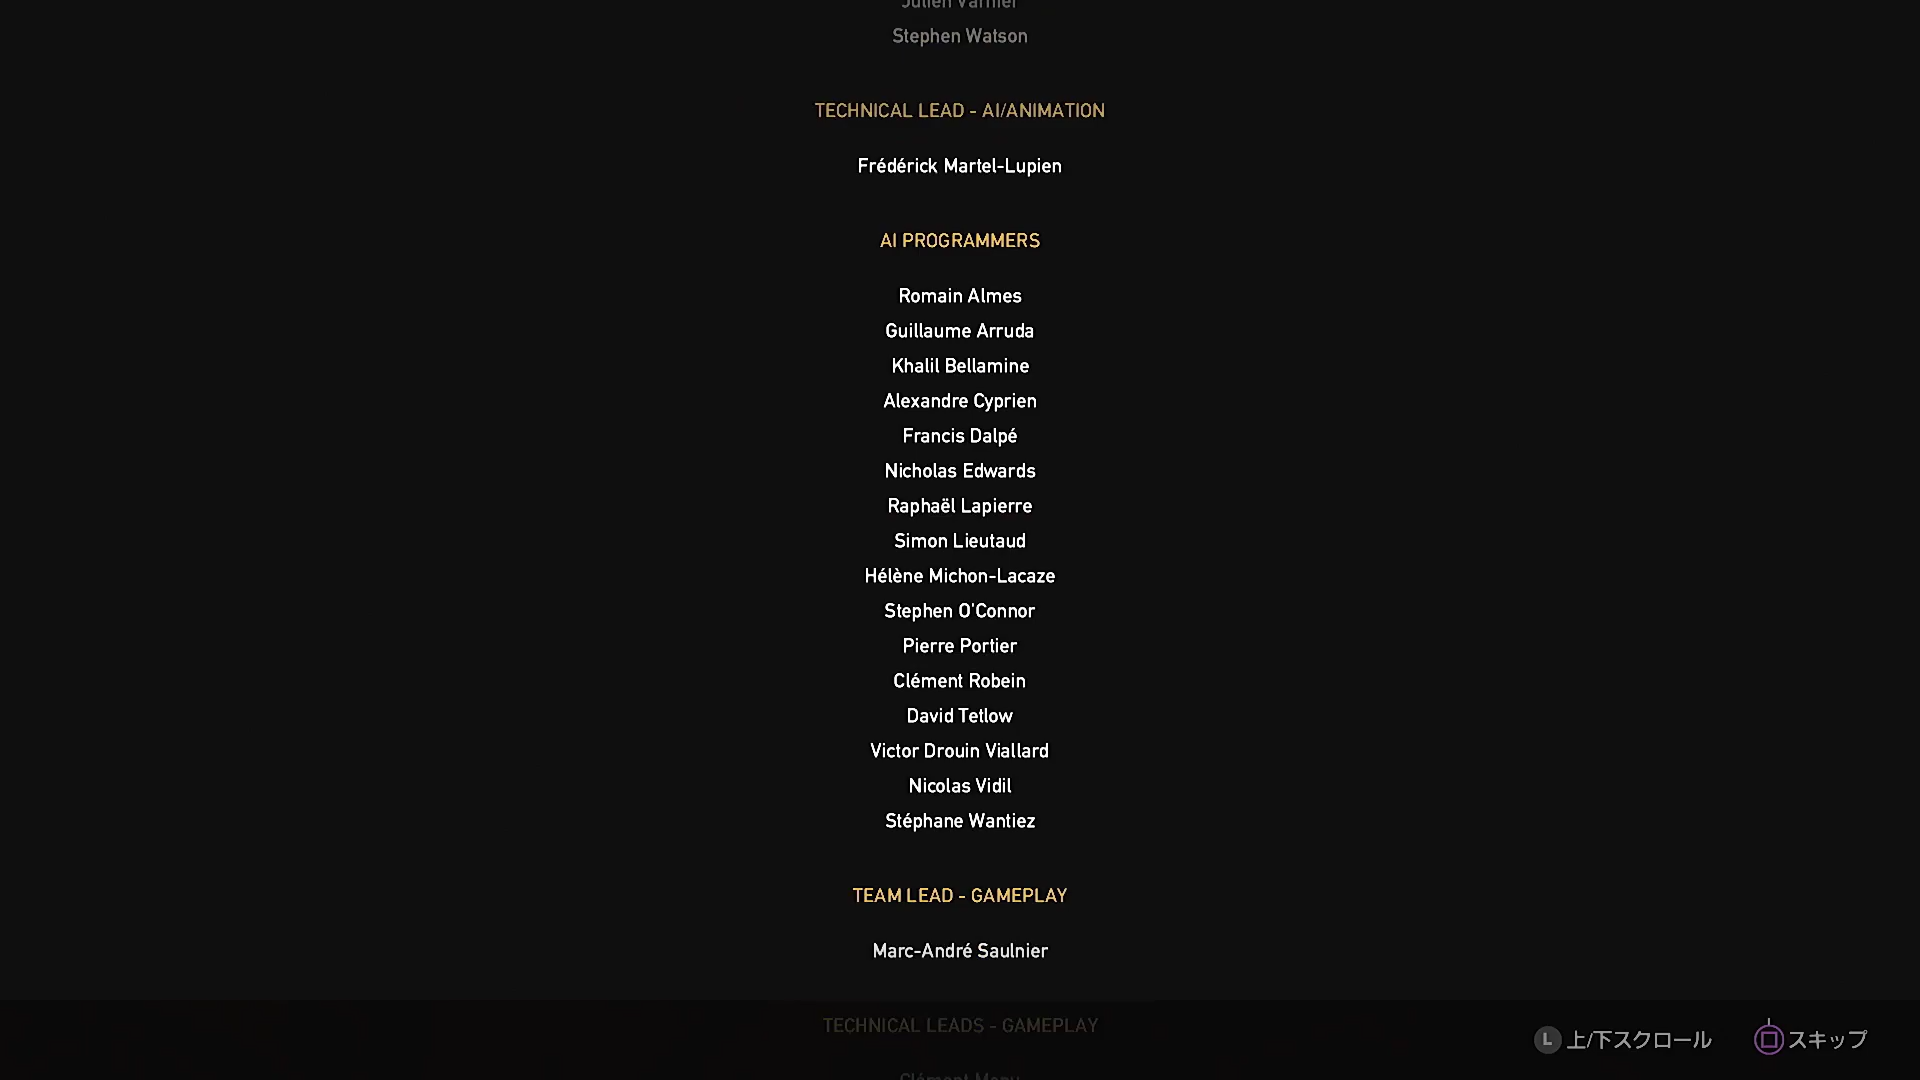 Stephen Watson
TECHNICAL LEAD - AI/ANIMATION
Frédérick Martel-Lupien
AI PROGRAMMERS
Romain Almes
Guillaume Arruda
Khalil Bellamine
Alexandre Cyprien
Francis Dalpé
Nicholas Edwards
Raphaël Lapierre
Simon Lieutaud
Hélène Michon-Lacaze
Stephen O'Connor
Pierre Portier
Clément Robein
David Tetlow
Victor Drouin Viallard
Nicolas Vidil
Stéphane Wantiez
TEAM LEAD - GAMEPLAY
Marc-André Saulnier
TECHNICAL LEADS - GAMEPLAY
L 上/下スクロール スキップ